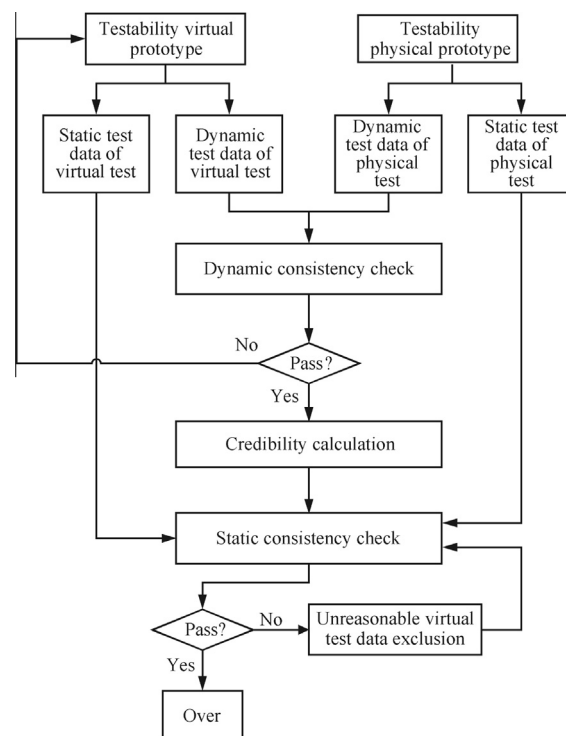 Testability virtual
prototype
Testability
physical prototype
Static test
data of
virtual test
Dynamic
test data of
virtual test
Dynamic
test data of
physical
test
Static test
data of
physical
test
Dynamic consistency check
No
Pass?
Yes
Credibility calculation
Static consistency check
Pass?
No
Unreasonable virtual
test data exclusion
Yes
Over